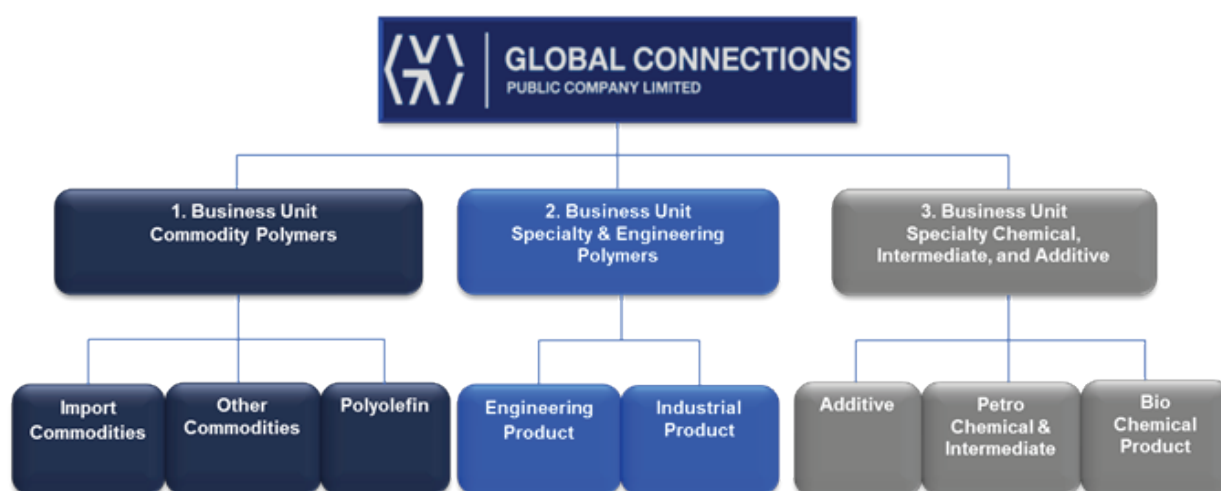 GLOBAL CONNECTIONS
PUBLIC COMPANY LIMITED
1. Business Unit
Commodity Polymers
2. Business Unit
Specialty & Engineering
Polymers
3. Business Unit
Specialty Chemical,
Intermediate, and Additive
Import
Commodities
Other
Commodities
Polyolefin
Engineering
Product
Industrial
Product
Additive
Petro
Chemical &
Intermediate
Bio
Chemical
Product